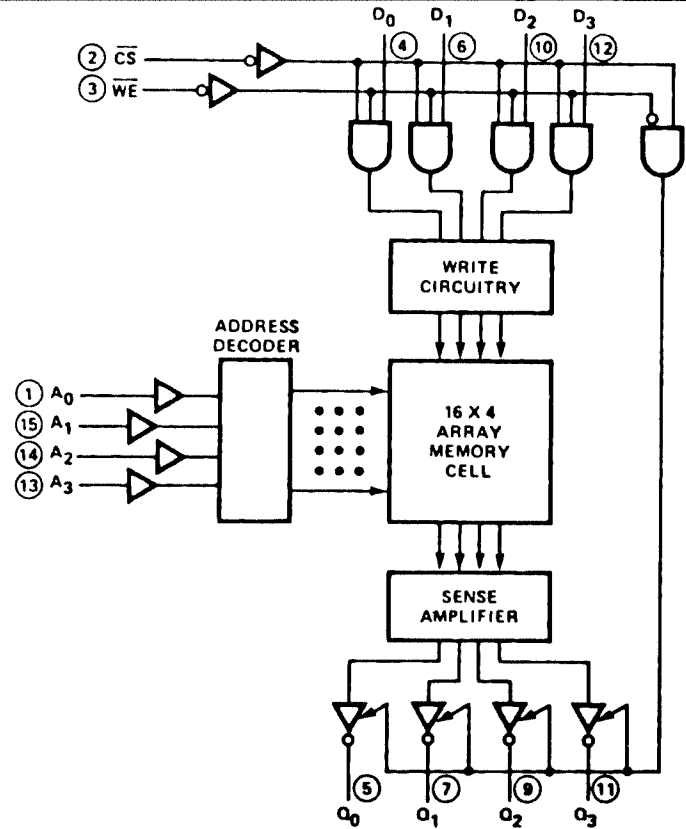 D0 D1 D2 D3
4 6 10 12
2 CS
3 WE
WRITE
CIRCUITRY
ADDRESS
DECODER
1 A0
15 A1
14 A2
13 A3
16 X 4
ARRAY
MEMORY
CELL
SENSE
AMPLIFIER
5 7 9 11
Q0 Q1 Q2 Q3